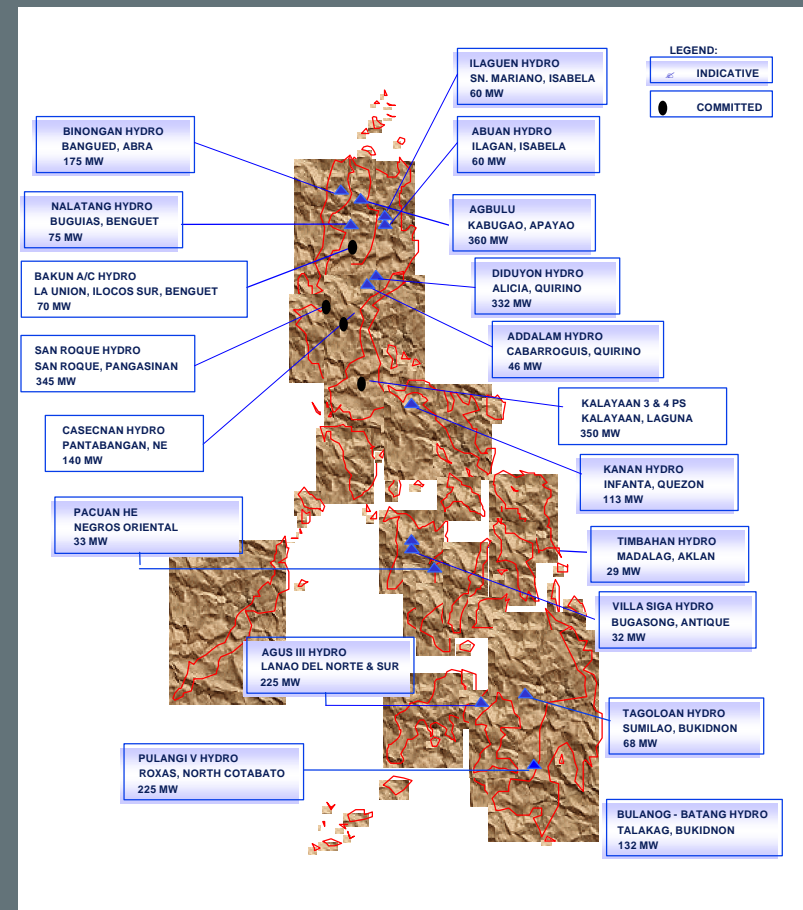 LEGEND:
INDICATIVE
COMMITTED
ILAGUEN HYDRO
SN. MARIANO, ISABELA
60 MW
BINONGAN HYDRO
BANGUED, ABRA
175 MW
ABUAN HYDRO
ILAGAN, ISABELA
60 MW
NALATANG HYDRO
BUGUIAS, BENGUET
75 MW
AGBULU
KABUGAO, APAYAO
360 MW
BAKUN A/C HYDRO
LA UNION, ILOCOS SUR, BENGUET
70 MW
DIDUYON HYDRO
ALICIA, QUIRINO
332 MW
SAN ROQUE HYDRO
SAN ROQUE, PANGASINAN
345 MW
ADDALAM HYDRO
CABARROGUIS, QUIRINO
46 MW
CASECNAN HYDRO
PANTABANGAN, NE
140 MW
KALAYAAN 3 & 4 PS
KALAYAAN, LAGUNA
350 MW
KANAN HYDRO
INFANTA, QUEZON
113 MW
PACUAN HE
NEGROS ORIENTAL
33 MW
TIMBAHAN HYDRO
MADALAG, AKLAN
29 MW
VILLA SIGA HYDRO
BUGASONG, ANTIQUE
32 MW
AGUS III HYDRO
LANAO DEL NORTE & SUR
225 MW
TAGOLOAN HYDRO
SUMILAO, BUKIDNON
68 MW
PULANGI V HYDRO
ROXAS, NORTH COTABATO
225 MW
BULANOG - BATANG HYDRO
TALAKAG, BUKIDNON
132 MW